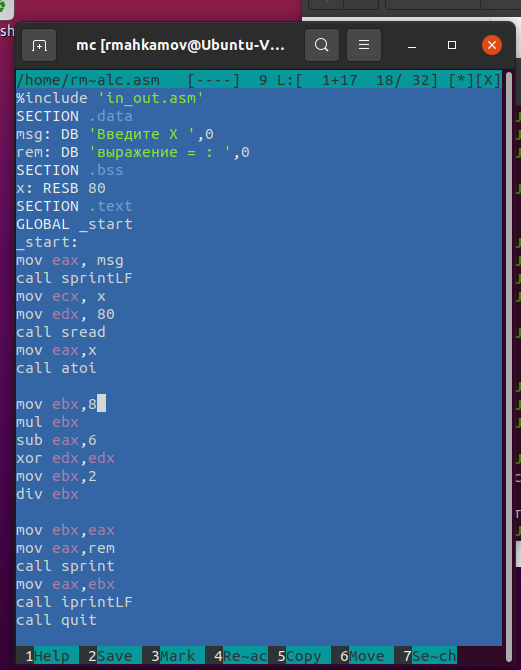 sh
mc [rmahkamov@Ubuntu-V...
/home/rm~alc.asm   [----]  9 L:[  1+17  18/ 32] [*][X]
%include 'in_out.asm'
SECTION .data
msg: DB 'Введите X ',0
rem: DB 'выражение = : ',0
SECTION .bss
x: RESB 80
SECTION .text
GLOBAL _start
_start:
mov eax, msg
call sprintLF
mov ecx, x
mov edx, 80
call sread
mov eax,x
call atoi
mov ebx,8
mul ebx
sub eax,6
xor edx,edx
mov ebx,2
div ebx
mov ebx,eax
mov eax,rem
call sprint
mov eax,ebx
call iprintLF
call quit
1Help 2Save 3Mark 4Re~ac 5Copy 6Move 7Se~ch